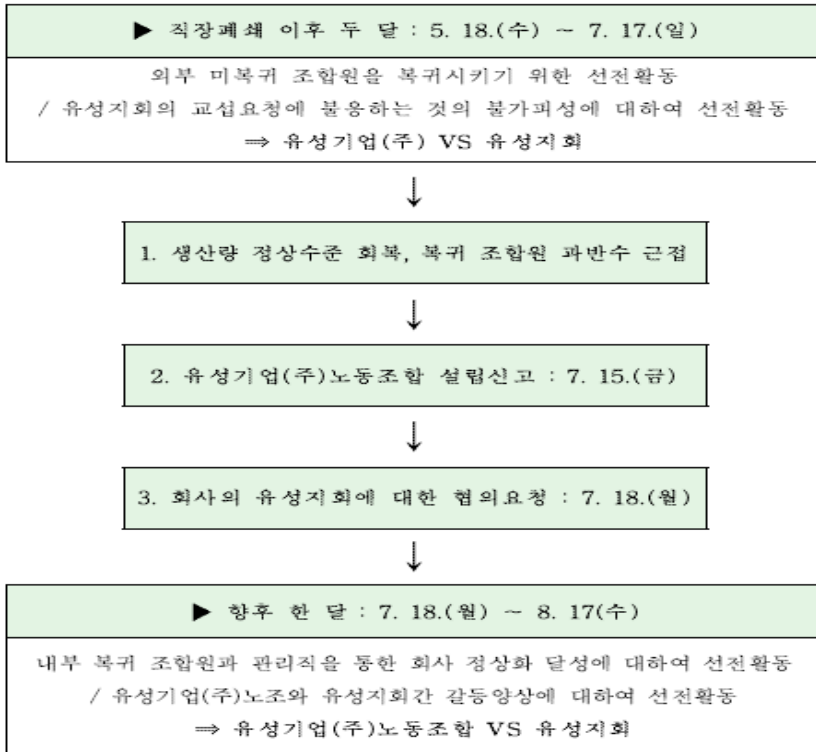 ▶ 직장폐쇄 이후 두 달 : 5. 18.(수) ~ 7. 17.(일)
외부 미복귀 조합원을 복귀시키기 위한 선전활동
/ 유성지회의 교섭요청에 불응하는 것의 불가피성에 대하여 선전활동
⇒ 유성기업(주) VS 유성지회
↓
1. 생산량 정상수준 회복, 복귀 조합원 과반수 근접
↓
2. 유성기업(주)노동조합 설립신고 : 7. 15.(금)
↓
3. 회사의 유성지회에 대한 협의요청 : 7. 18.(월)
↓
▶ 향후 한 달 : 7. 18.(월) ~ 8. 17(수)
내부 복귀 조합원과 관리직을 통한 회사 정상화 달성에 대하여 선전활동
/ 유성기업(주)노조와 유성지회간 갈등양상에 대하여 선전활동
⇒ 유성기업(주)노동조합 VS 유성지회